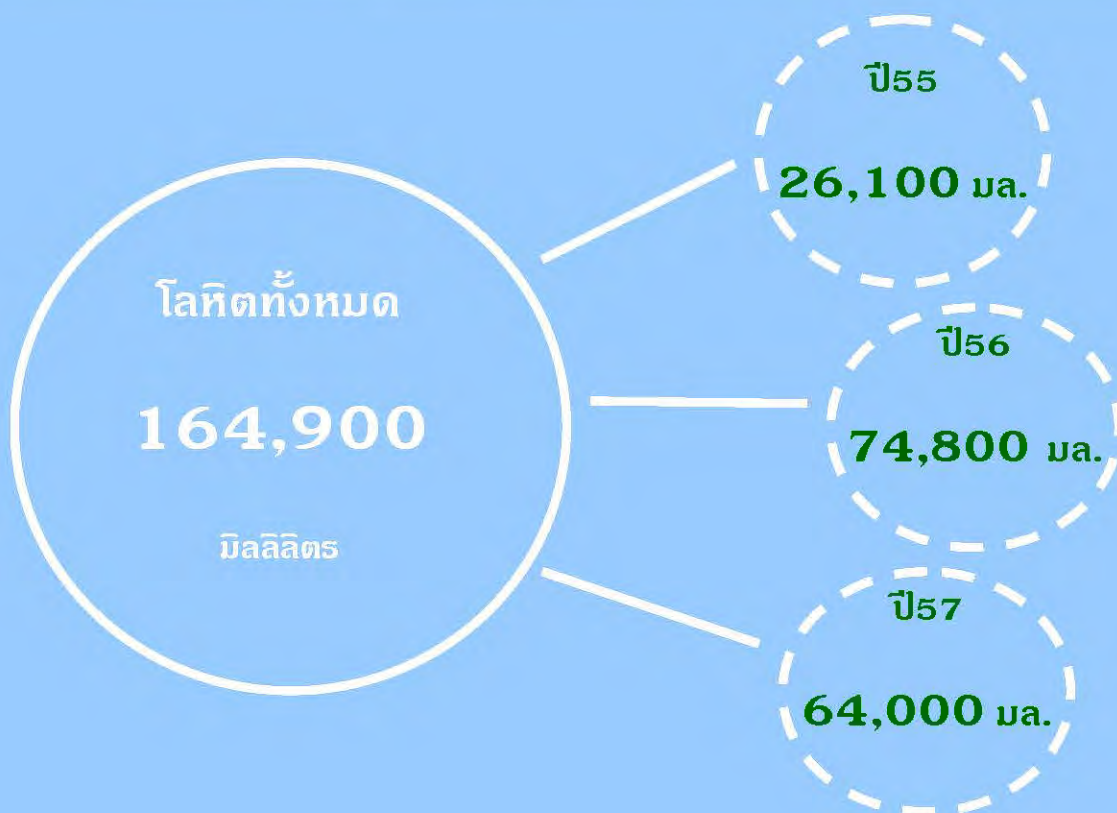 โลหิตทั้งหมด
164,900
มิลลิลิตร
ปี55
26,100 มล.
ปี56
74,800 มล.
ปี57
64,000 มล.